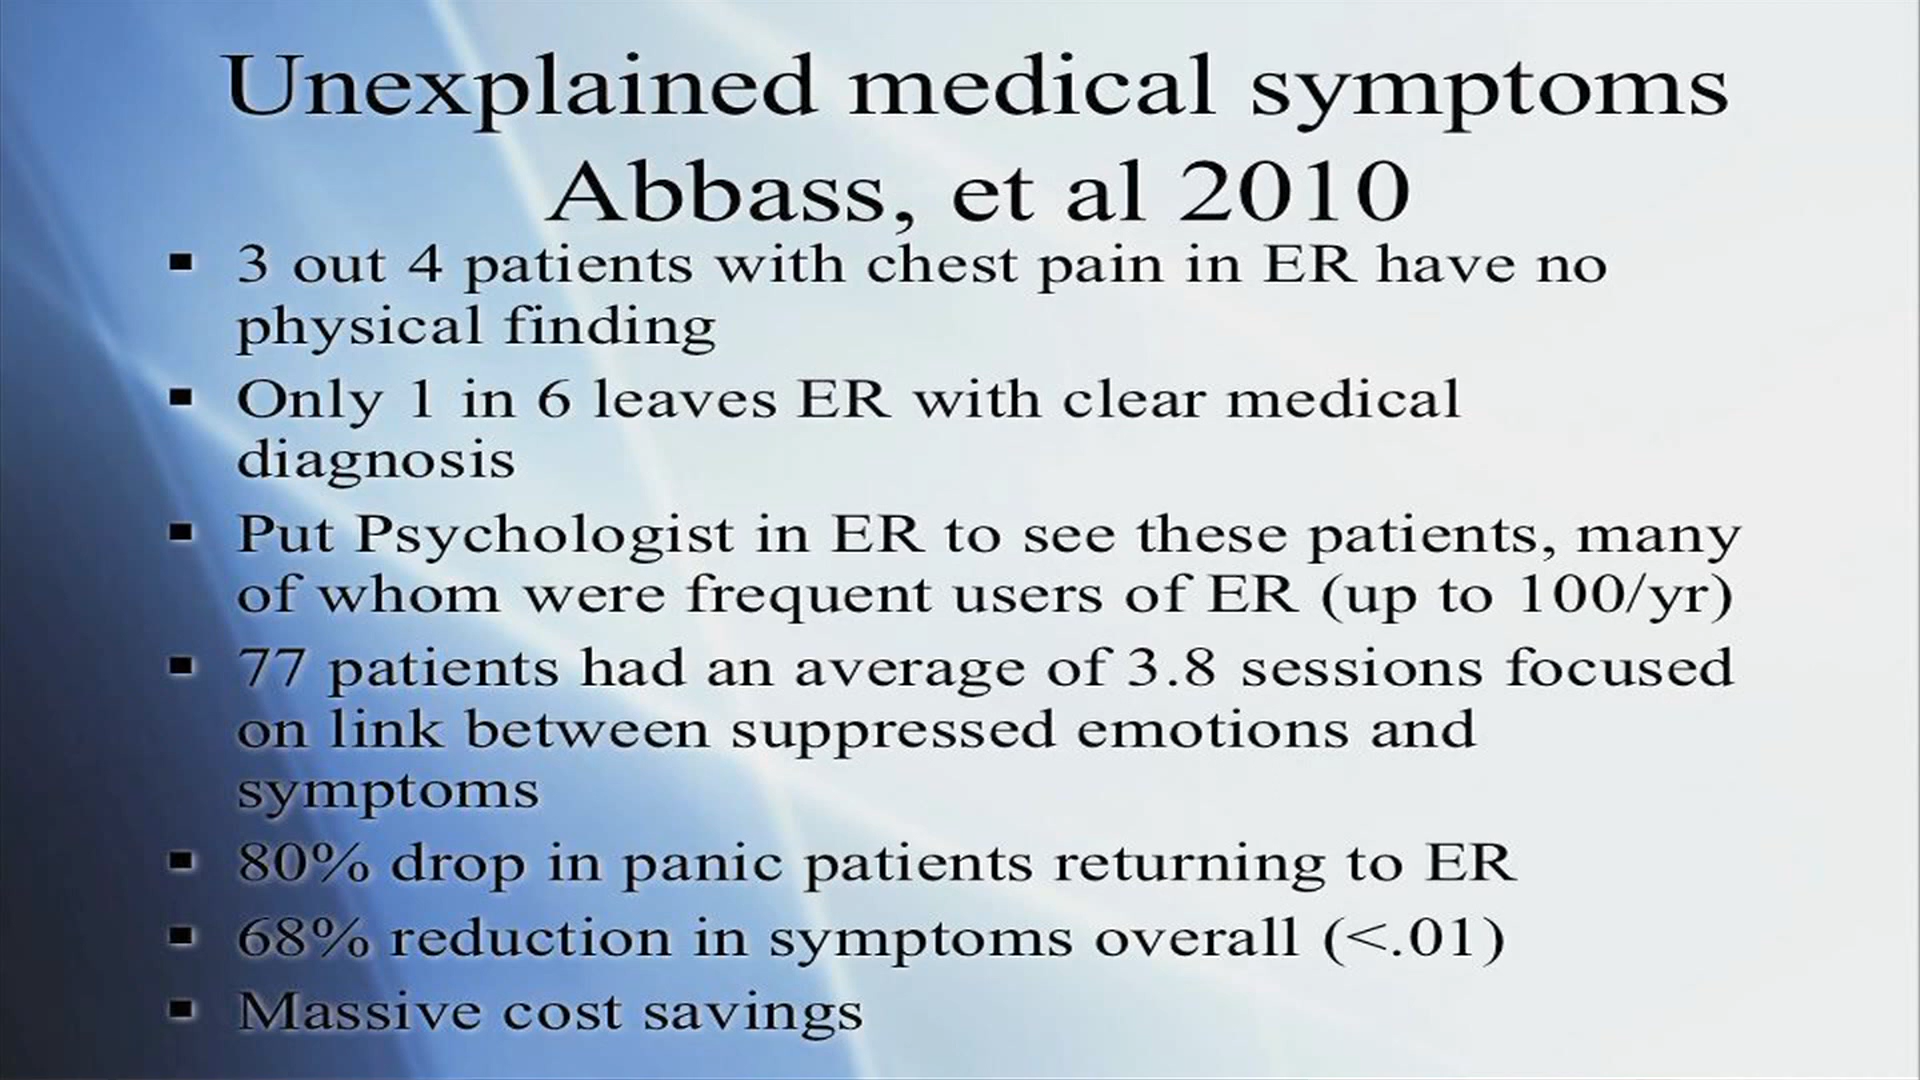 Unexplained medical symptoms
Abbass, et al 2010
▪ 3 out 4 patients with chest pain in ER have no
physical finding
▪ Only 1 in 6 leaves ER with clear medical
diagnosis
▪ Put Psychologist in ER to see these patients, many
of whom were frequent users of ER (up to 100/yr)
▪ 77 patients had an average of 3.8 sessions focused
on link between suppressed emotions and
symptoms
▪ 80% drop in panic patients returning to ER
▪ 68% reduction in symptoms overall (<.01)
▪ Massive cost savings